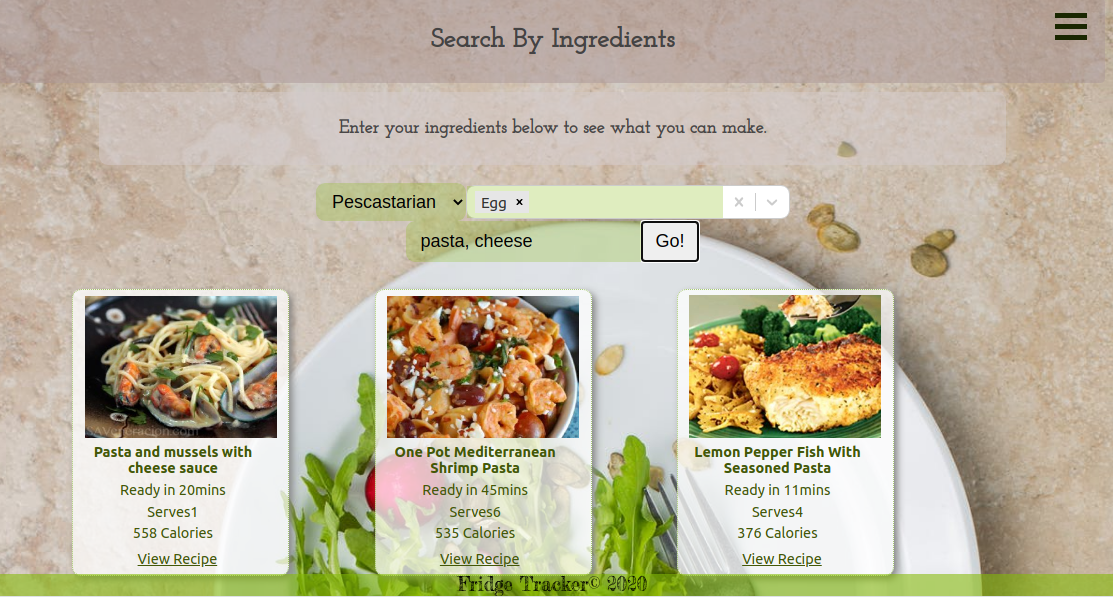 Search By Ingredients
Enter your ingredients below to see what you can make.
Pescastarian
Egg ×
pasta, cheese
Go!
Pasta and mussels with
cheese sauce
Ready in 20mins
Serves1
558 Calories
View Recipe
One Pot Mediterranean
Shrimp Pasta
Ready in 45mins
Serves6
535 Calories
View Recipe
Lemon Pepper Fish With
Seasoned Pasta
Ready in 11mins
Serves4
376 Calories
View Recipe
Fridge Tracker© 2020